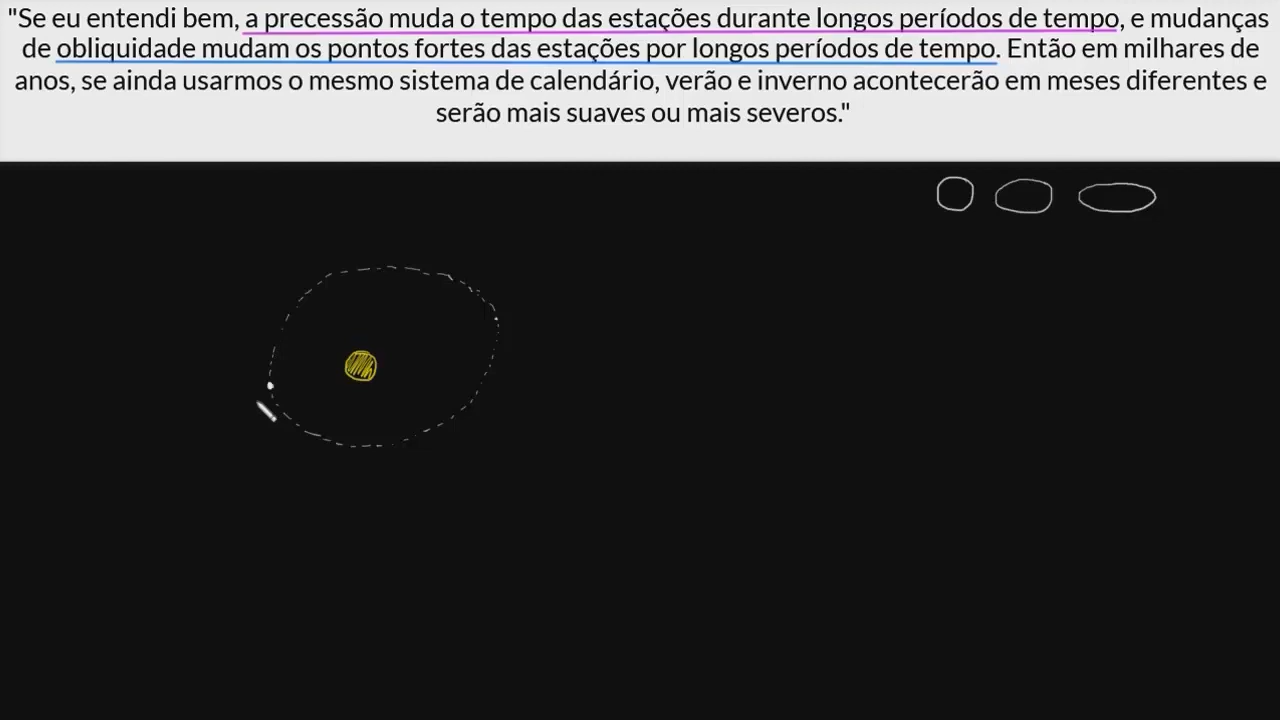 "Se eu entendi bem, a precessão muda o tempo das estações durante longos períodos de tempo, e mudanças
de obliquidade mudam os pontos fortes das estações por longos períodos de tempo. Então em milhares de
anos, se ainda usarmos o mesmo sistema de calendário, verão e inverno acontecerão em meses diferentes e
serão mais suaves ou mais severos."